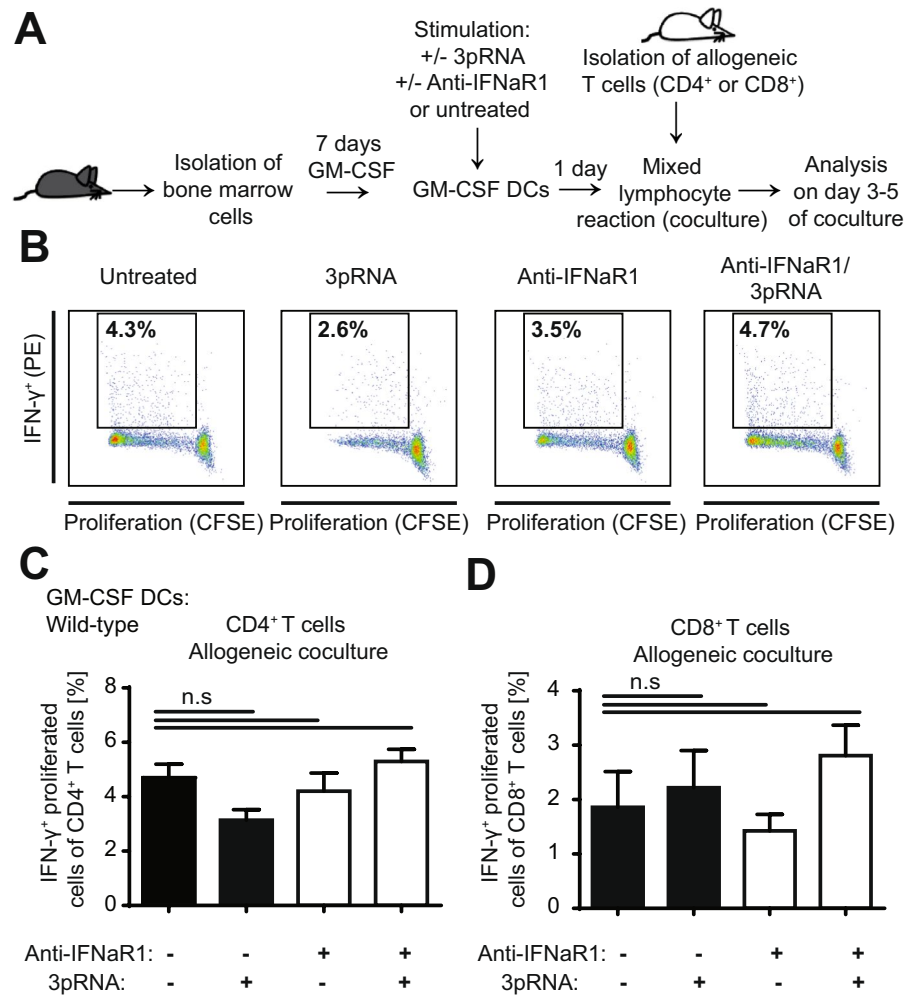 A
Stimulation:
+/- 3pRNA
+/- Anti-IFNaR1
or untreated
Isolation of allogeneic
T cells (CD4⁺ or CD8⁺)
Isolation of
bone marrow
cells
7 days
GM-CSF
GM-CSF DCs
1 day
Mixed
lymphocyte
reaction (coculture)
Analysis
on day 3-5
of coculture
B
Untreated
3pRNA
Anti-IFNaR1
Anti-IFNaR1/
3pRNA
IFN-γ⁺ (PE)
4.3%
2.6%
3.5%
4.7%
Proliferation (CFSE)
Proliferation (CFSE)
Proliferation (CFSE)
Proliferation (CFSE)
C
GM-CSF DCs:
Wild-type
CD4⁺ T cells
Allogeneic coculture
IFN-γ⁺ proliferated
cells of CD4⁺ T cells [%]
8
6
4
2
0
n.s
Anti-IFNaR1: - - + +
3pRNA: - + - +
D
CD8⁺ T cells
Allogeneic coculture
IFN-γ⁺ proliferated
cells of CD8⁺ T cells [%]
4
3
2
1
0
n.s
Anti-IFNaR1: - - + +
3pRNA: - + - +